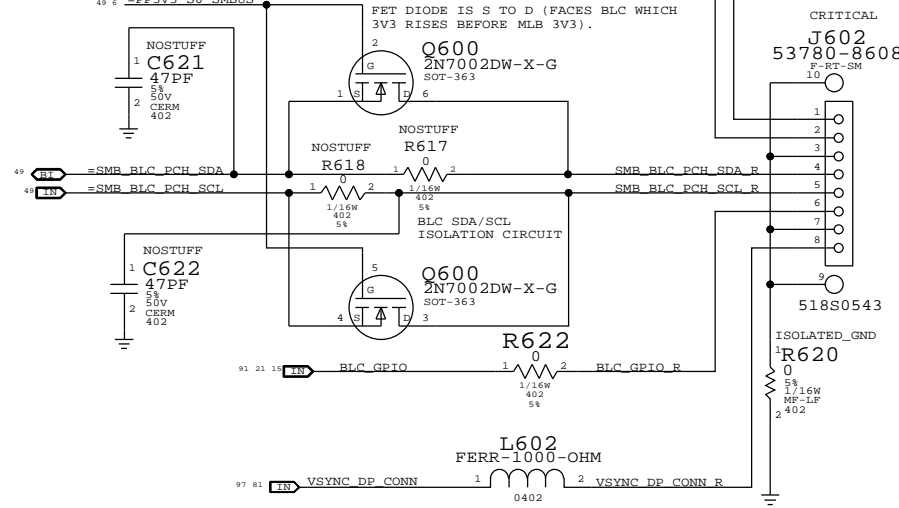 49 6 =PP3V3_S0_SMBUS
FET DIODE IS S TO D (FACES BLC WHICH
3V3 RISES BEFORE MLB 3V3).
CRITICAL
J602
53780-8608
F-RT-SM
10
1
2
3
4
5
6
7
8
9
518S0543
NOSTUFF
C621
47PF
5%
50V
CERM
402
1
2
2
Q600
2N7002DW-X-G
SOT-363
G
1 S D 6
NOSTUFF
R617
0
1 2
1/16W
402
5%
NOSTUFF
R618
0
1 2
1/16W
402
5%
49 BI =SMB_BLC_PCH_SDA
SMB_BLC_PCH_SDA_R
49 IN =SMB_BLC_PCH_SCL
SMB_BLC_PCH_SCL_R
BLC SDA/SCL
ISOLATION CIRCUIT
NOSTUFF
C622
47PF
5%
50V
CERM
402
1
2
5
Q600
2N7002DW-X-G
SOT-363
G
4 S D 3
R622
0
91 21 15 IN BLC_GPIO 1 2 BLC_GPIO_R
1/16W
402
5%
ISOLATED_GND
1
R620
0
5%
1/16W
MF-LF
402
2
L602
FERR-1000-OHM
97 81 IN VSYNC_DP_CONN 1 2 VSYNC_DP_CONN_R
0402